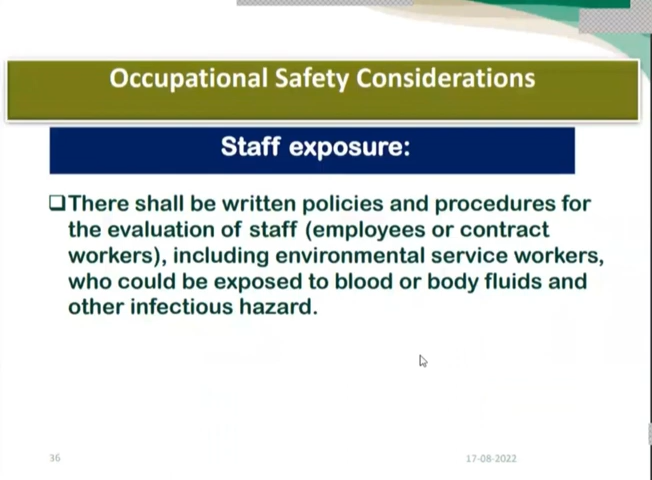 Occupational Safety Considerations
Staff exposure:
❑There shall be written policies and procedures for
the evaluation of staff (employees or contract
workers), including environmental service workers,
who could be exposed to blood or body fluids and
other infectious hazard.
36
17-08-2022